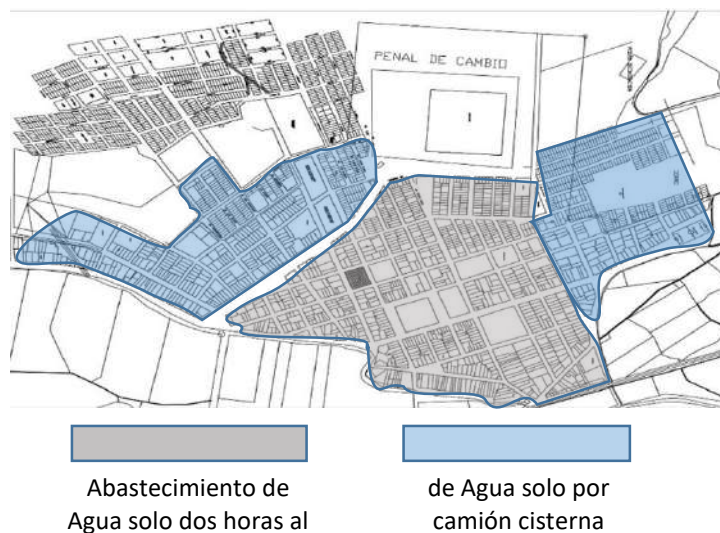 PENAL DE CAMBIO
Abastecimiento de
Agua solo dos horas al
de Agua solo por
camión cisterna